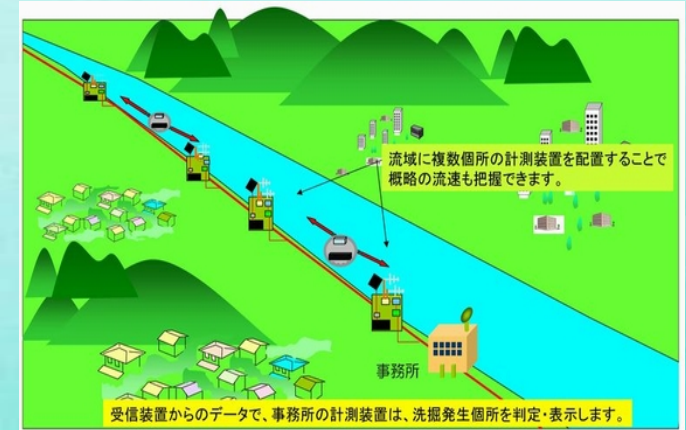 流域に複数個所の計測装置を配置することで
概略の流速も把握できます。
事務所
受信装置からのデータで、事務所の計測装置は、洗掘発生個所を判定・表示します。